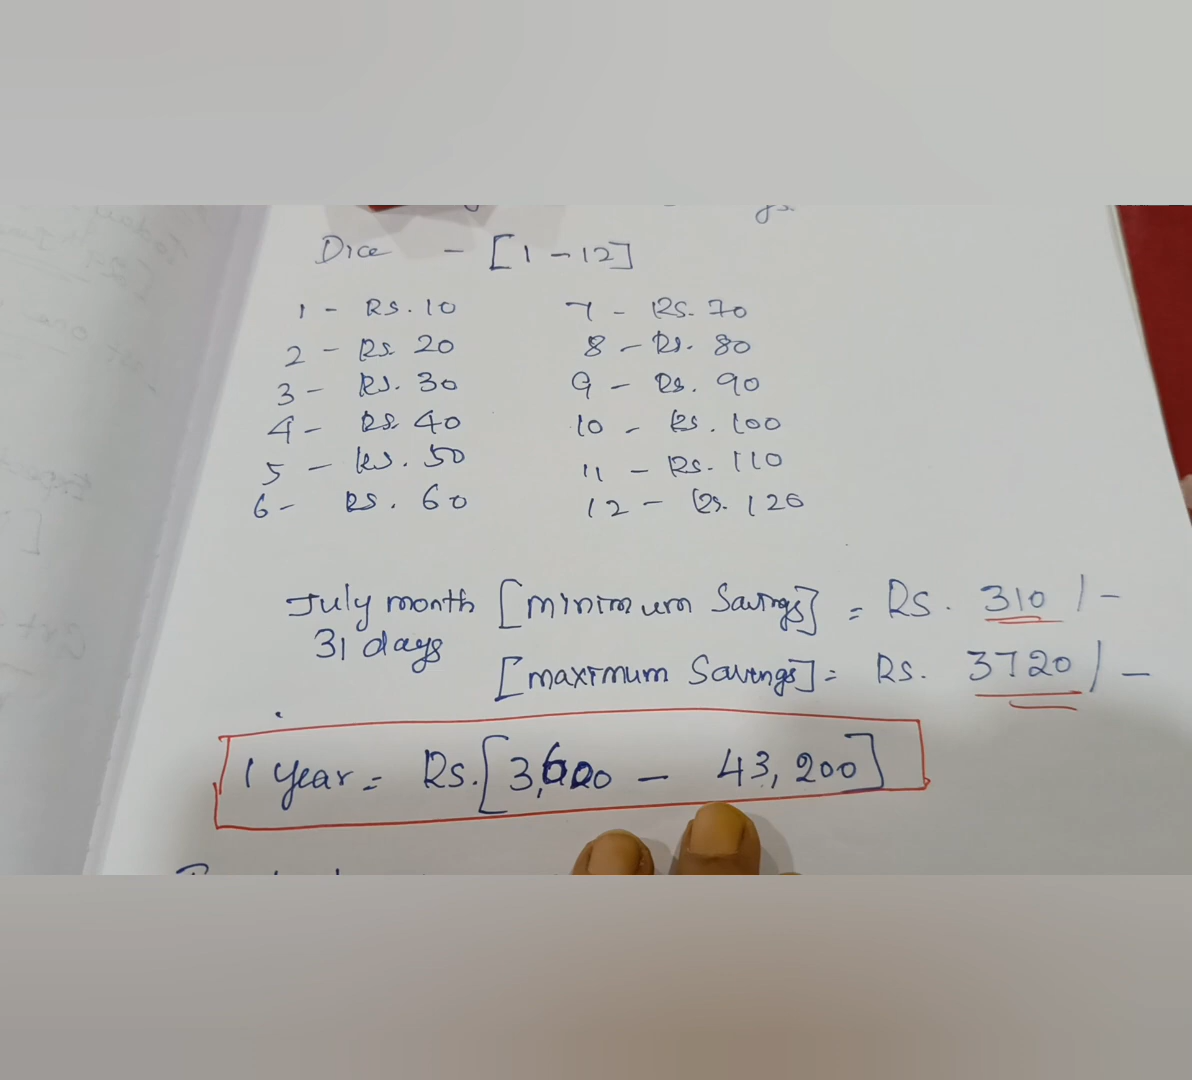 Dice - [1 - 12]
1 - Rs. 10
2 - Rs. 20
3 - Rs. 30
4 - Rs. 40
5 - Rs. 50
6 - Rs. 60
7 - Rs. 70
8 - Rs. 80
9 - Rs. 90
10 - Rs. 100
11 - Rs. 110
12 - Rs. 120
July month [minimum Savings] = Rs. 310/-
31 days
[maximum Savings] = Rs. 3720/-
1 year = Rs. [3,600 - 43,200]